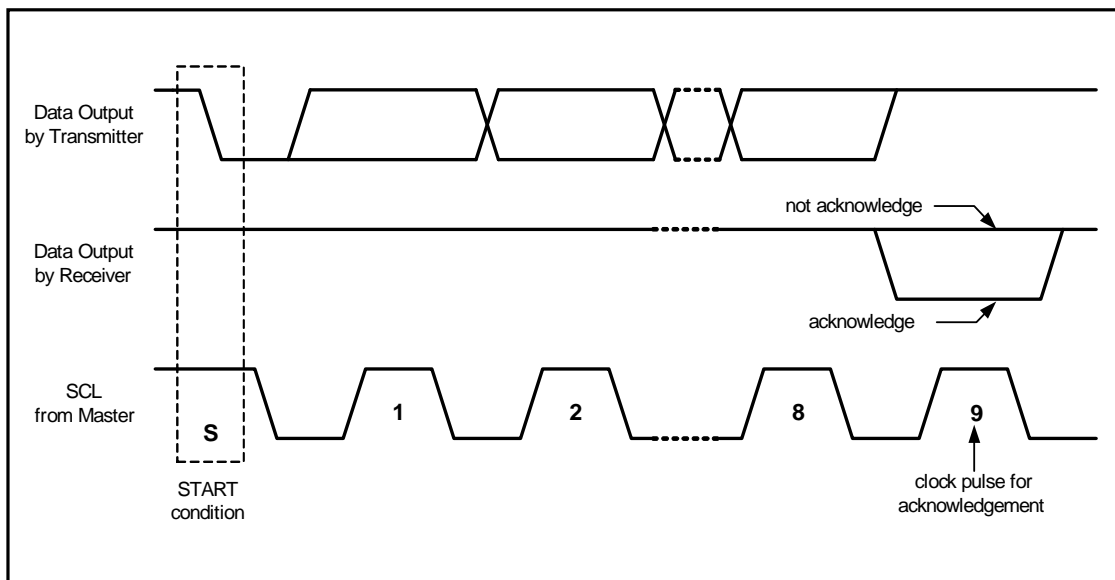 Data Output
by Transmitter
not acknowledge
Data Output
by Receiver
acknowledge
SCL
from Master
S
1
2
8
9
START
condition
clock pulse for
acknowledgement